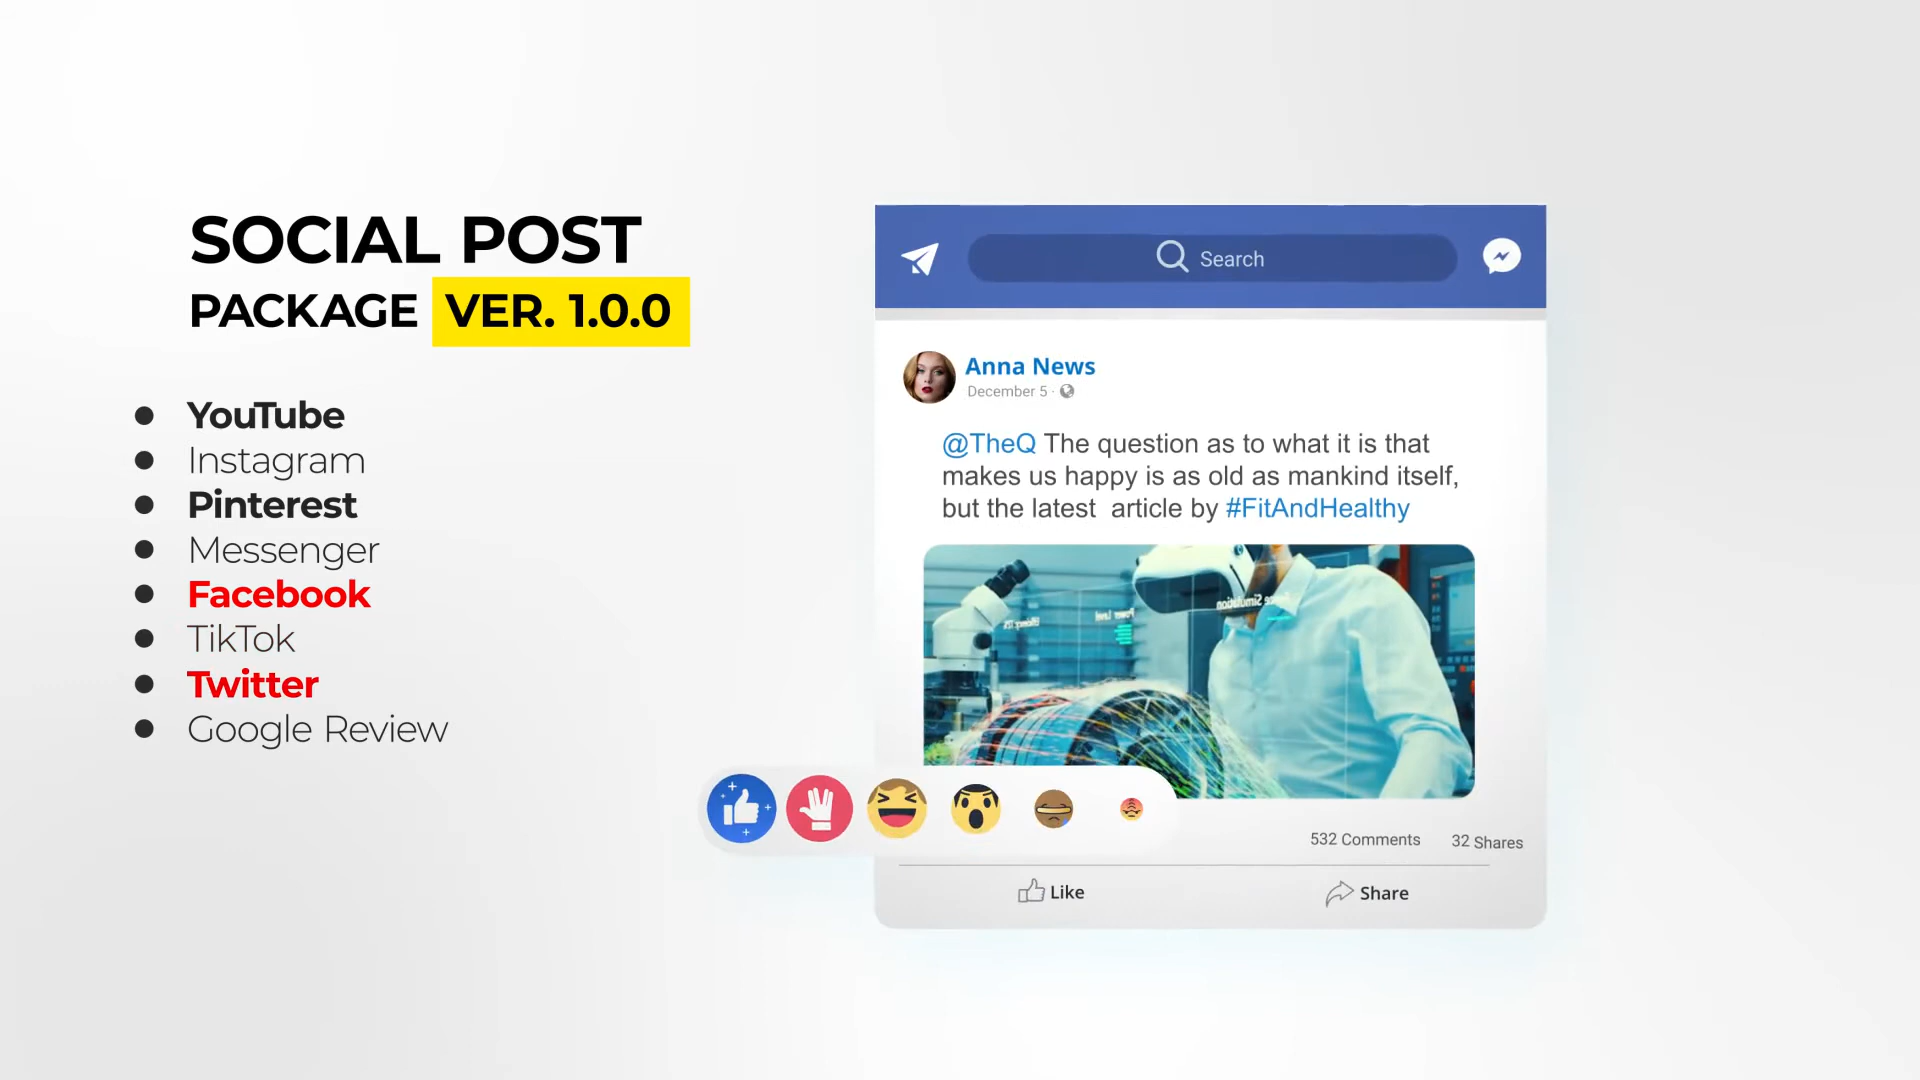 SOCIAL POST
PACKAGE VER. 1.0.0
YouTube
Instagram
Pinterest
Messenger
Facebook
TikTok
Twitter
Google Review
Search
Anna News
December 5 ·
@TheQ The question as to what it is that
makes us happy is as old as mankind itself,
but the latest article by #FitAndHealthy
Power Level
532 Comments 32 Shares
Like Share